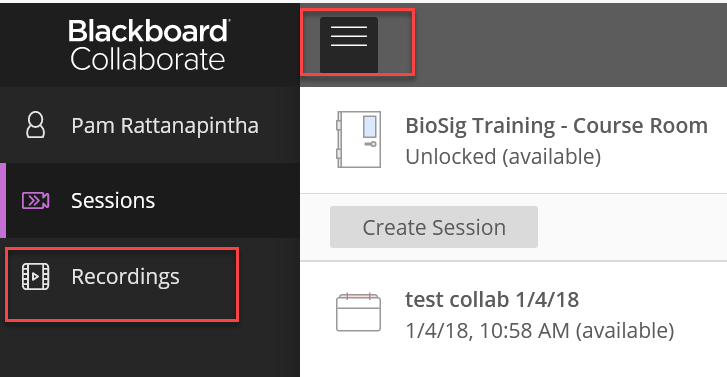 Blackboard
Collaborate
Pam Rattanapintha
Sessions
Recordings
BioSig Training - Course Room
Unlocked (available)
Create Session
test collab 1/4/18
1/4/18, 10:58 AM (available)